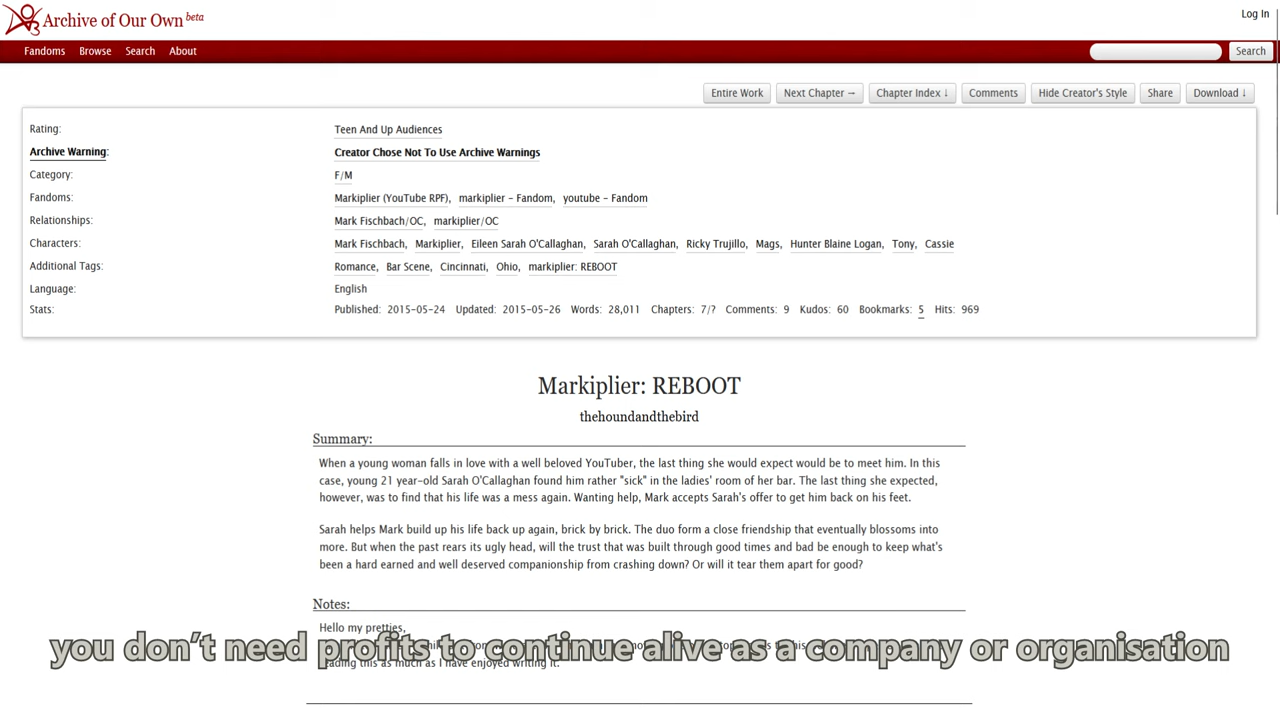 Archive of Our Own beta
Log In
Fandoms Browse Search About
Search
Entire Work Next Chapter → Chapter Index ↓ Comments Hide Creator's Style Share Download ↓
Rating: Teen And Up Audiences
Archive Warning: Creator Chose Not To Use Archive Warnings
Category: F/M
Fandoms: Markiplier (YouTube RPF), markiplier - Fandom, youtube - Fandom
Relationships: Mark Fischbach/OC, markiplier/OC
Characters: Mark Fischbach, Markiplier, Eileen Sarah O'Callaghan, Sarah O'Callaghan, Ricky Trujillo, Mags, Hunter Blaine Logan, Tony, Cassie
Additional Tags: Romance, Bar Scene, Cincinnati, Ohio, markiplier: REBOOT
Language: English
Stats: Published: 2015-05-24 Updated: 2015-05-26 Words: 28,011 Chapters: 7/? Comments: 9 Kudos: 60 Bookmarks: 5 Hits: 969
Markiplier: REBOOT
thehoundandthebird
Summary:
When a young woman falls in love with a well beloved YouTuber, the last thing she would expect would be to meet him. In this
case, young 21 year-old Sarah O'Callaghan found him rather "sick" in the ladies' room of her bar. The last thing she expected,
however, was to find that his life was a mess again. Wanting help, Mark accepts Sarah's offer to get him back on his feet.
Sarah helps Mark build up his life back up again, brick by brick. The duo form a close friendship that eventually blossoms into
more. But when the past rears its ugly head, will the trust that was built through good times and bad be enough to keep what's
been a hard earned and well deserved companionship from crashing down? Or will it tear them apart for good?
Notes:
Hello my pretties,
you don't need profits to continue alive as a company or organisation
reading this as much as I have enjoyed writing it.